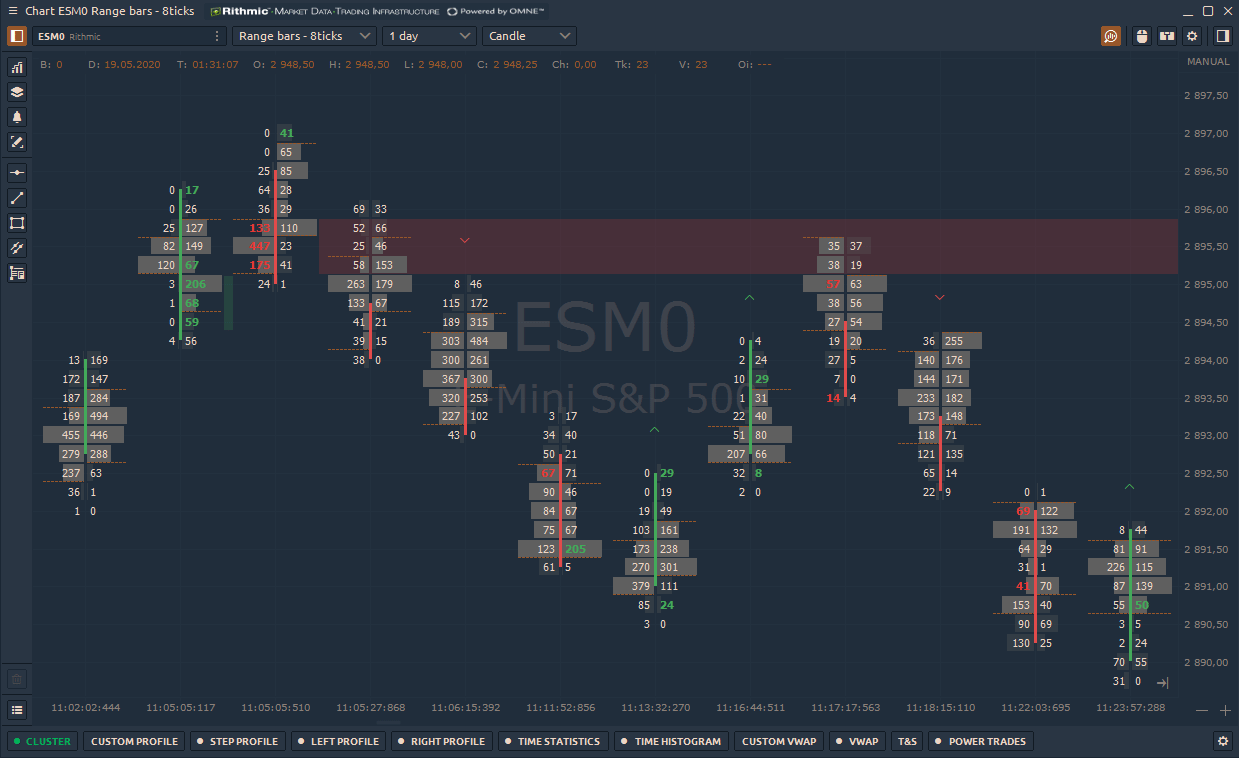 Chart ESM0 Range bars - 8ticks Rithmic™-Market Data-Trading Infrastructure Powered by OMNE™
ESM0 Rithmic Range bars - 8ticks 1 day Candle
B: 0 D: 19.05.2020 T: 01:31:07 O: 2 948,50 H: 2 948,50 L: 2 948,00 C: 2 948,25 Ch: 0,00 Tk: 23 V: 23 Oi: --- MANUAL
2 897,50
0 41 2 897,00
0 65
25 85 2 896,50
0 17 64 28
0 26 36 29 69 33 2 896,00
25 127 133 110 52 66
82 149 447 23 25 46 35 37 2 895,50
120 67 175 41 58 153 38 19
3 206 24 1 263 179 8 46 57 63 2 895,00
1 68 133 67 115 172 38 56
0 59 41 21 189 315 27 54 2 894,50
ESM0
4 56 39 15 303 484 0 4 19 20 36 255
13 169 38 0 300 261 2 24 27 5 140 176 2 894,00
172 147 367 300 10 29 7 0 144 171
187 284 320 253 1 31 14 4 233 182 2 893,50
-Mini S&P 500
169 494 227 102 3 17 22 40 173 148
455 446 43 0 34 40 51 80 118 71 2 893,00
279 288 50 21 207 66 121 135
237 63 67 71 0 29 32 8 65 14 2 892,50
36 1 90 46 0 19 2 0 22 9 0 1
1 0 84 67 19 49 69 122 2 892,00
75 67 103 161 191 132 8 44
123 205 173 238 64 29 81 91 2 891,50
61 5 270 301 31 1 226 115
379 111 41 70 87 139 2 891,00
85 24 153 40 55 50
3 0 90 69 3 5 2 890,50
130 25 2 24
70 55 2 890,00
31 0
11:02:02:444 11:05:05:117 11:05:05:510 11:05:27:868 11:06:15:392 11:11:52:856 11:13:32:270 11:16:44:511 11:17:17:563 11:18:15:110 11:22:03:695 11:23:57:288
CLUSTER CUSTOM PROFILE STEP PROFILE LEFT PROFILE RIGHT PROFILE TIME STATISTICS TIME HISTOGRAM CUSTOM VWAP VWAP T&S POWER TRADES